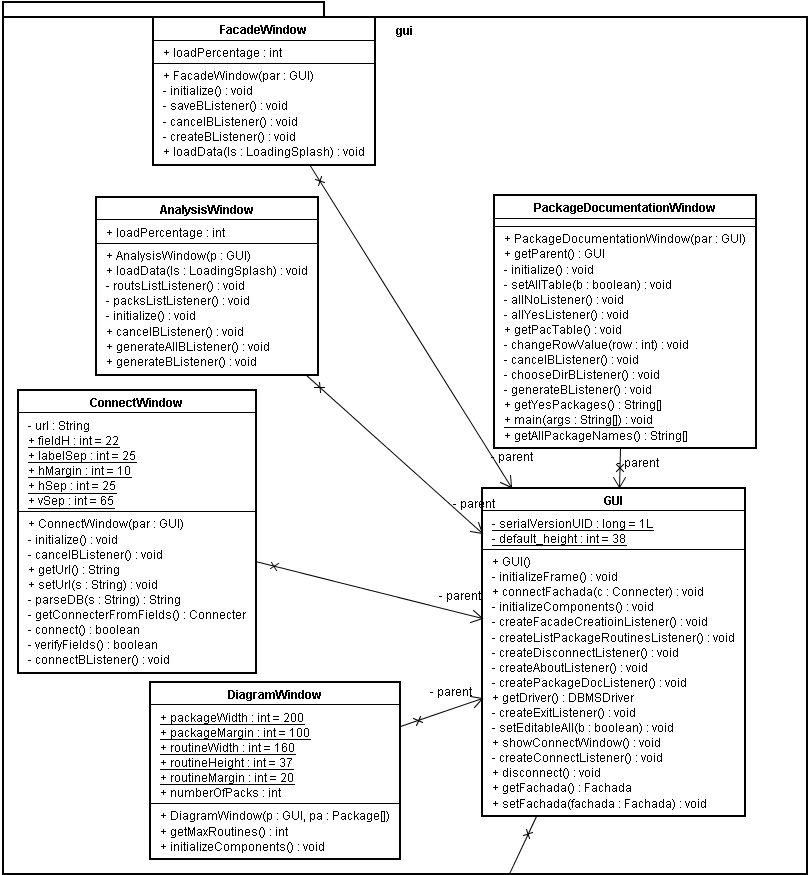 gui
FacadeWindow
+ loadPercentage : int
+ FacadeWindow(par : GUI)
- initialize() : void
- saveBListener() : void
- cancelBListener() : void
- createBListener() : void
+ loadData(ls : LoadingSplash) : void
AnalysisWindow
+ loadPercentage : int
+ AnalysisWindow(p : GUI)
+ loadData(ls : LoadingSplash) : void
- routsListListener() : void
- packsListListener() : void
- initialize() : void
+ cancelBListener() : void
+ generateAllBListener() : void
+ generateBListener() : void
PackageDocumentationWindow
+ PackageDocumentationWindow(par : GUI)
+ getParent() : GUI
- initialize() : void
- setAllTable(b : boolean) : void
- allNoListener() : void
- allYesListener() : void
+ getPacTable() : void
- changeRowValue(row : int) : void
- cancelBListener() : void
- chooseDirBListener() : void
- generateBListener() : void
+ getYesPackages() : String[]
+ main(args : String[]) : void
+ getAllPackageNames() : String[]
ConnectWindow
- url : String
+ fieldH : int = 22
+ labelSep : int = 25
+ hMargin : int = 10
+ hSep : int = 25
+ vSep : int = 65
+ ConnectWindow(par : GUI)
- initialize() : void
- cancelBListener() : void
+ getUrl() : String
+ setUrl(s : String) : void
- parseDB(s : String) : String
- getConnecterFromFields() : Connecter
- connect() : boolean
- verifyFields() : boolean
- connectBListener() : void
- parent
- parent
- parent
- parent
- parent
GUI
- serialVersionUID : long = 1L
- default_height : int = 38
+ GUI()
- initializeFrame() : void
+ connectFachada(c : Connecter) : void
- initializeComponents() : void
- createFacadeCreatioinListener() : void
- createListPackageRoutinesListener() : void
- createDisconnectListener() : void
- createAboutListener() : void
- createPackageDocListener() : void
+ getDriver() : DBMSDriver
- createExitListener() : void
- setEditableAll(b : boolean) : void
+ showConnectWindow() : void
- createConnectListener() : void
+ disconnect() : void
+ getFachada() : Fachada
+ setFachada(fachada : Fachada) : void
DiagramWindow
+ packageWidth : int = 200
+ packageMargin : int = 100
+ routineWidth : int = 160
+ routineHeight : int = 37
+ routineMargin : int = 20
+ numberOfPacks : int
+ DiagramWindow(p : GUI, pa : Package[])
+ getMaxRoutines() : int
+ initializeComponents() : void